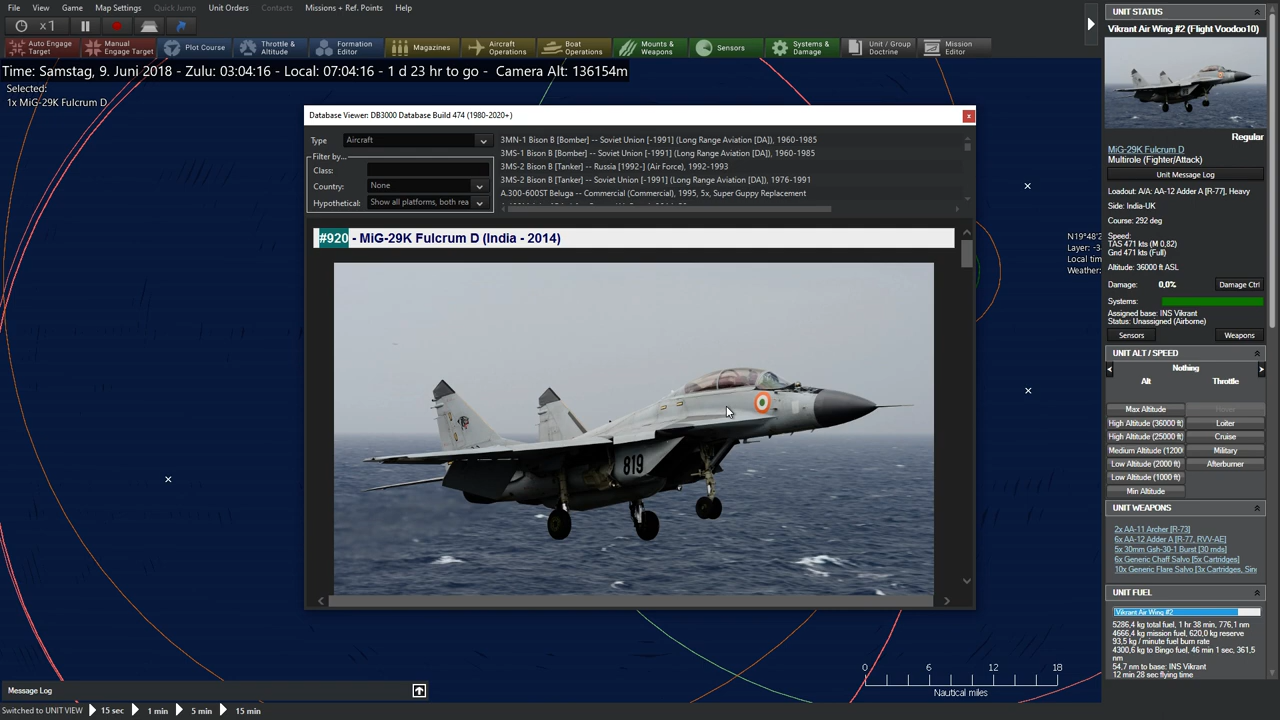 File View Game Map Settings Quick Jump Unit Orders Contacts Missions + Ref. Points Help
x1
Auto Engage Target
Manual Engage Target
Plot Course
Throttle & Altitude
Formation Editor
Magazines
Aircraft Operations
Boat Operations
Mounts & Weapons
Sensors
Systems & Damage
Unit / Group Doctrine
Mission Editor
Time: Samstag, 9. Juni 2018 - Zulu: 03:04:16 - Local: 07:04:16 - 1 d 23 hr to go - Camera Alt: 136154m
Selected:
1x MiG-29K Fulcrum D
Database Viewer: DB3000 Database Build 474 (1980-2020+)
x
Type Aircraft
Filter by...
Class:
Country: None
Hypothetical: Show all platforms, both rea
3MN-1 Bison B [Bomber] -- Soviet Union [-1991] (Long Range Aviation [DA]), 1960-1985
3MS-1 Bison B [Bomber] -- Soviet Union [-1991] (Long Range Aviation [DA]), 1960-1985
3MS-2 Bison B [Tanker] -- Russia [1992-] (Air Force), 1992-1993
3MS-2 Bison B [Tanker] -- Soviet Union [-1991] (Long Range Aviation [DA]), 1976-1991
A.300-600ST Beluga -- Commercial (Commercial), 1995, 5x, Super Guppy Replacement
#920 - MiG-29K Fulcrum D (India - 2014)
819
N19°48'2
Layer: -3
Local tim
Weather:
0 6 12 18
Nautical miles
Message Log
Switched to UNIT VIEW 15 sec 1 min 5 min 15 min
UNIT STATUS
Vikrant Air Wing #2 (Flight Voodoo10)
Regular
MiG-29K Fulcrum D
Multirole (Fighter/Attack)
Unit Message Log
Loadout: A/A: AA-12 Adder A [R-77], Heavy
Side: India-UK
Course: 292 deg
Speed:
TAS 471 kts (M 0,82)
Gnd 471 kts (Full)
Altitude: 36000 ft ASL
Damage: 0,0% Damage Ctrl
Systems:
Assigned base: INS Vikrant
Status: Unassigned (Airborne)
Sensors Weapons
UNIT ALT / SPEED
Nothing
Alt Throttle
Max Altitude
High Altitude (36000 ft) Loiter
High Altitude (25000 ft) Cruise
Medium Altitude (1200 Military
Low Altitude (2000 ft) Afterburner
Low Altitude (1000 ft)
Min Altitude
UNIT WEAPONS
2x AA-11 Archer [R-73]
6x AA-12 Adder A [R-77, RVV-AE]
5x 30mm Gsh-30-1 Burst [30 rnds]
6x Generic Chaff Salvo [5x Cartridges]
10x Generic Flare Salvo [3x Cartridges, Sin
UNIT FUEL
Vikrant Air Wing #2
5286,4 kg total fuel, 1 hr 38 min, 776,1 nm
4666,4 kg mission fuel, 620,0 kg reserve
93,5 kg / minute fuel burn rate
4300,6 kg to Bingo fuel, 46 min 1 sec, 361,5
nm
54,7 nm to base: INS Vikrant
12 min 28 sec flying time